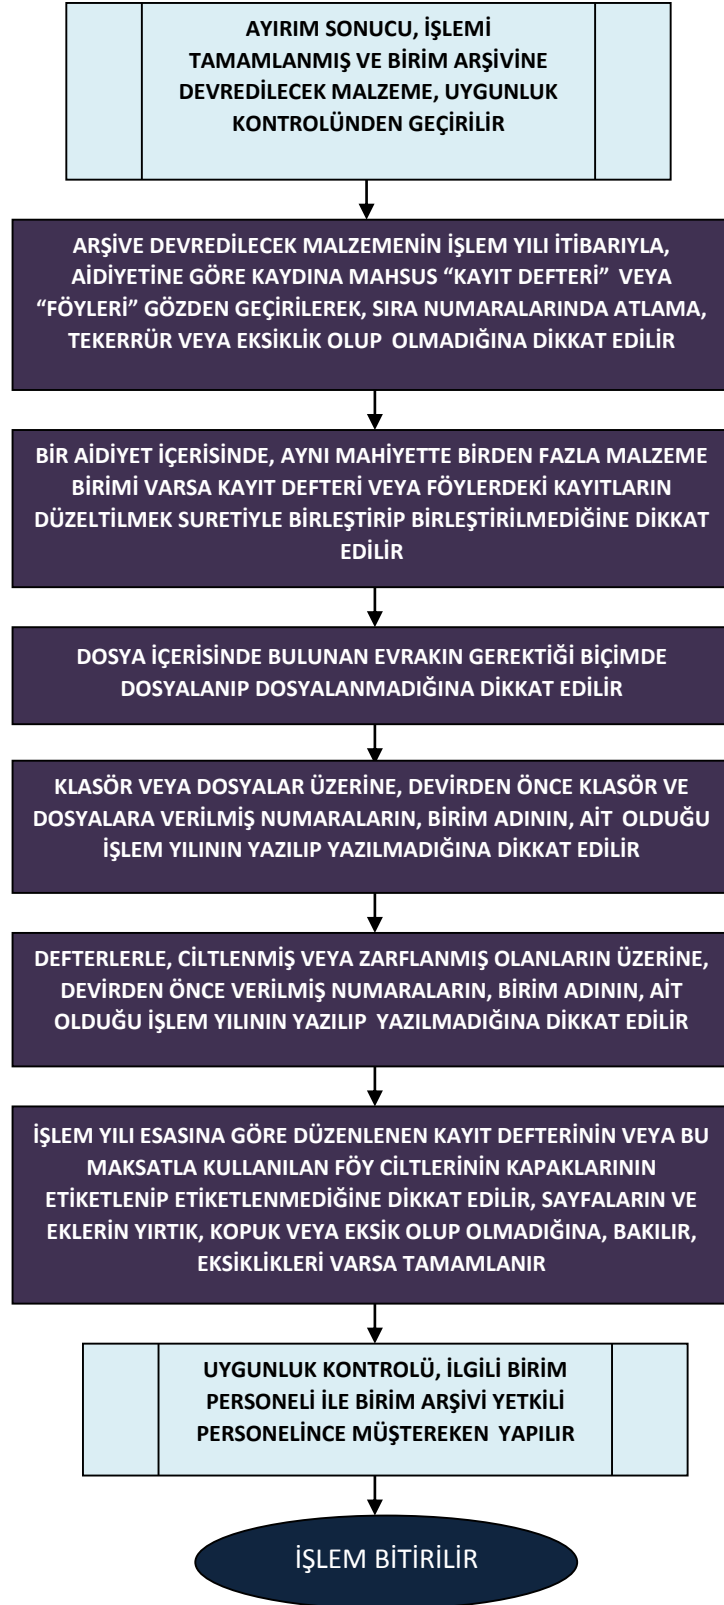 AYIRIM SONUCU, İŞLEMİ
TAMAMLANMIŞ VE BİRİM ARŞİVİNE
DEVREDİLECEK MALZEME, UYGUNLUK
KONTROLÜNDEN GEÇİRİLİR
ARŞİVE DEVREDİLECEK MALZEMENİN İŞLEM YILI İTİBARIYLA,
AİDİYETİNE GÖRE KAYDINA MAHSUS “KAYIT DEFTERİ” VEYA
“FÖYLERİ” GÖZDEN GEÇİRİLEREK, SIRA NUMARALARINDA ATLAMA,
TEKERRÜR VEYA EKSİKLİK OLUP OLMADIĞINA DİKKAT EDİLİR
BİR AİDİYET İÇERİSİNDE, AYNI MAHİYETTE BİRDEN FAZLA MALZEME
BİRİMİ VARSA KAYIT DEFTERİ VEYA FÖYLERDEKİ KAYITLARIN
DÜZELTİLMEK SURETİYLE BİRLEŞTİRİP BİRLEŞTİRİLMEDİĞİNE DİKKAT
EDİLİR
DOSYA İÇERİSİNDE BULUNAN EVRAKIN GEREKTİĞİ BİÇİMDE
DOSYALANIP DOSYALANMADIĞINA DİKKAT EDİLİR
KLASÖR VEYA DOSYALAR ÜZERİNE, DEVİRDEN ÖNCE KLASÖR VE
DOSYALARA VERİLMİŞ NUMARALARIN, BİRİM ADININ, AİT OLDUĞU
İŞLEM YILININ YAZILIP YAZILMADIĞINA DİKKAT EDİLİR
DEFTERLERLE, CİLTLENMİŞ VEYA ZARFLANMIŞ OLANLARIN ÜZERİNE,
DEVİRDEN ÖNCE VERİLMİŞ NUMARALARIN, BİRİM ADININ, AİT
OLDUĞU İŞLEM YILININ YAZILIP YAZILMADIĞINA DİKKAT EDİLİR
İŞLEM YILI ESASINA GÖRE DÜZENLENEN KAYIT DEFTERİNİN VEYA BU
MAKSATLA KULLANILAN FÖY CİLTLERİNİN KAPAKLARININ
ETİKETLENİP ETİKETLENMEDİĞİNE DİKKAT EDİLİR, SAYFALARIN VE
EKLERİN YIRTIK, KOPUK VEYA EKSİK OLUP OLMADIĞINA, BAKILIR,
EKSİKLİKLERİ VARSA TAMAMLANIR
UYGUNLUK KONTROLÜ, İLGİLİ BİRİM
PERSONELİ İLE BİRİM ARŞİVİ YETKİLİ
PERSONELİNCE MÜŞTEREKEN YAPILIR
İŞLEM BİTİRİLİR